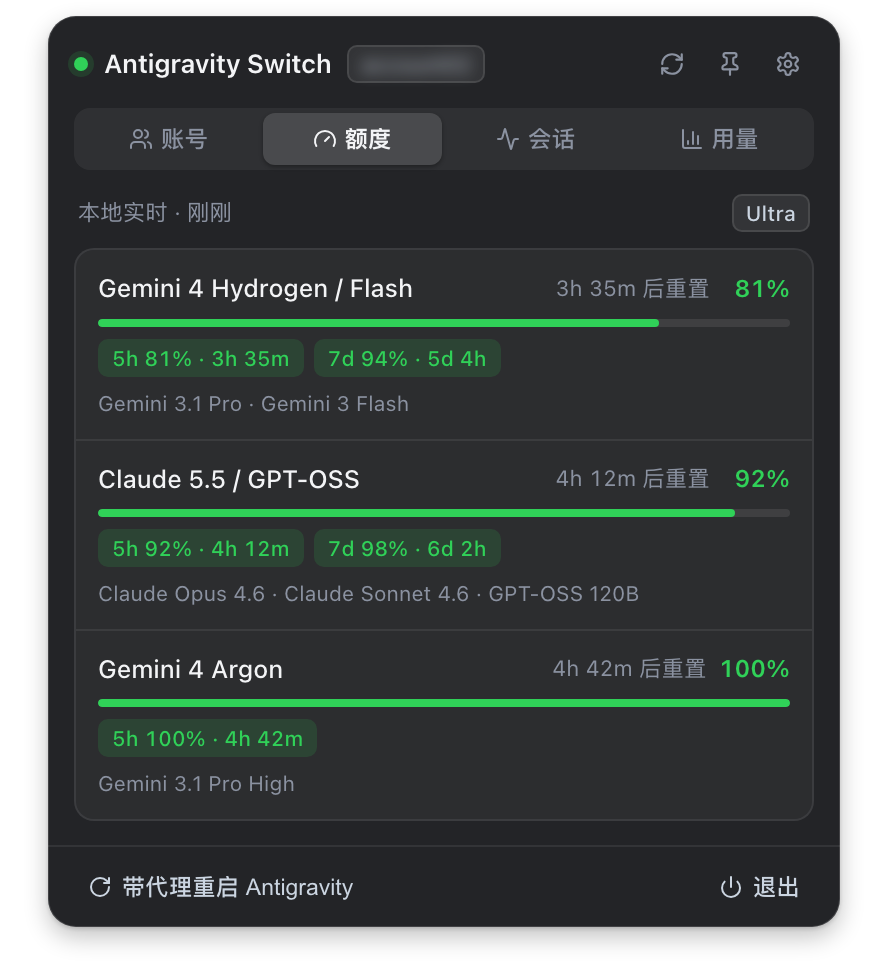 Antigravity Switch
账号 额度 会话 用量
本地实时 · 刚刚 Ultra
Gemini 4 Hydrogen / Flash 3h 35m 后重置 81%
5h 81% · 3h 35m 7d 94% · 5d 4h
Gemini 3.1 Pro · Gemini 3 Flash
Claude 5.5 / GPT-OSS 4h 12m 后重置 92%
5h 92% · 4h 12m 7d 98% · 6d 2h
Claude Opus 4.6 · Claude Sonnet 4.6 · GPT-OSS 120B
Gemini 4 Argon 4h 42m 后重置 100%
5h 100% · 4h 42m
Gemini 3.1 Pro High
带代理重启 Antigravity 退出